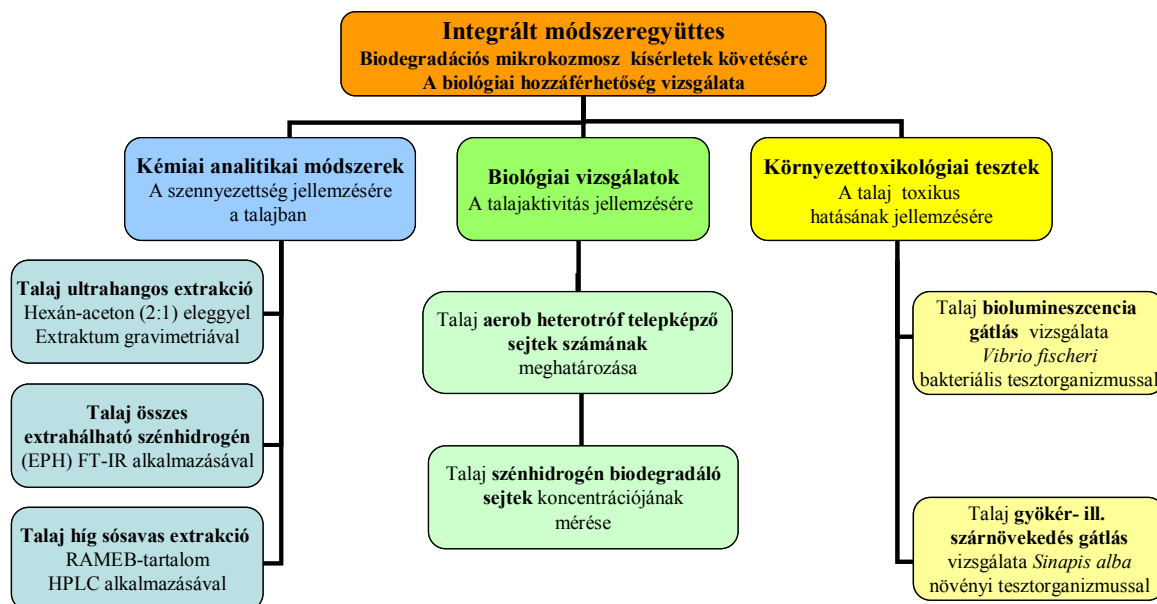 Integrált módszeregyüttes
Biodegradációs mikrokozmosz kísérletek követésére
A biológiai hozzáférhetőség vizsgálata
Kémiai analitikai módszerek
A szennyezettség jellemzésére
a talajban
Talaj ultrahangos extrakció
Hexán-aceton (2:1) eleggyel
Extraktum gravimetriával
Talaj összes
extrahálható szénhidrogén
(EPH) FT-IR alkalmazásával
Talaj híg sósavas extrakció
RAMEB-tartalom
HPLC alkalmazásával
Biológiai vizsgálatok
A talajaktivitás jellemzésére
Talaj aerob heterotróf telepképző
sejtek számának
meghatározása
Talaj szénhidrogén biodegradáló
sejtek koncentrációjának
mérése
Környezettoxikológiai tesztek
A talaj toxikus
hatásának jellemzésére
Talaj biolumineszcencia
gátlás vizsgálata
Vibrio fischeri
bakteriális tesztorganizmussal
Talaj gyökér- ill.
szárnövekedés gátlás
vizsgálata Sinapis alba
növényi tesztorganizmussal